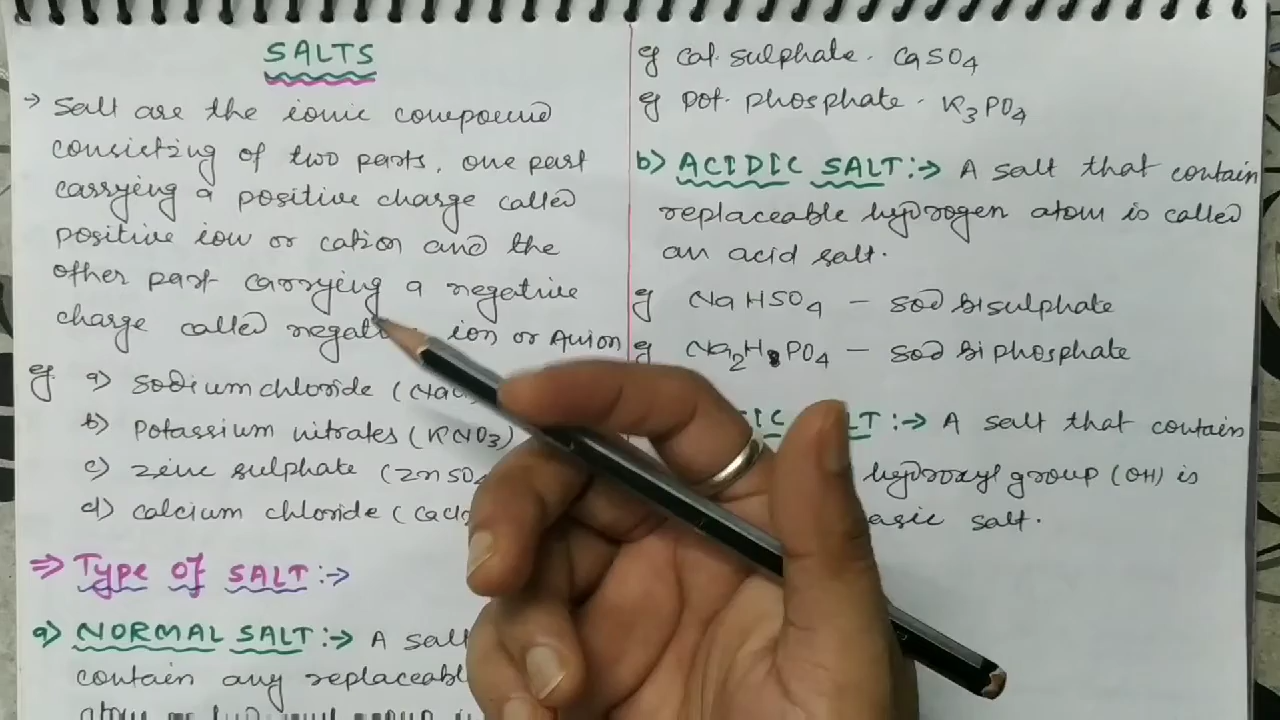 SALTS
→ Salt are the ionic compound
consisting of two parts, one part
carrying a positive charge called
positive ion or cation and the
other part carrying a negative
charge called ion or Anion
eg a) Sodium chloride
b) Potassium nitrates (KNO3)
c) Zinc sulphate (ZnSO4
d) calcium chloride (
⇒ Type of SALT:→
a) NORMAL SALT:→ A salt
contain any replaceabl
eg cal. sulphate. CaSO4
eg pot. phosphate. K3PO4
b) ACIDIC SALT:→ A salt that contain
replaceable hydrogen atom is called
an acid salt.
eg NaHSO4 – sod bisulphate
eg Na2H PO4 – sod biphosphate
IC LT:→ A salt that contain
hydroxyl group (OH) is
asic salt.